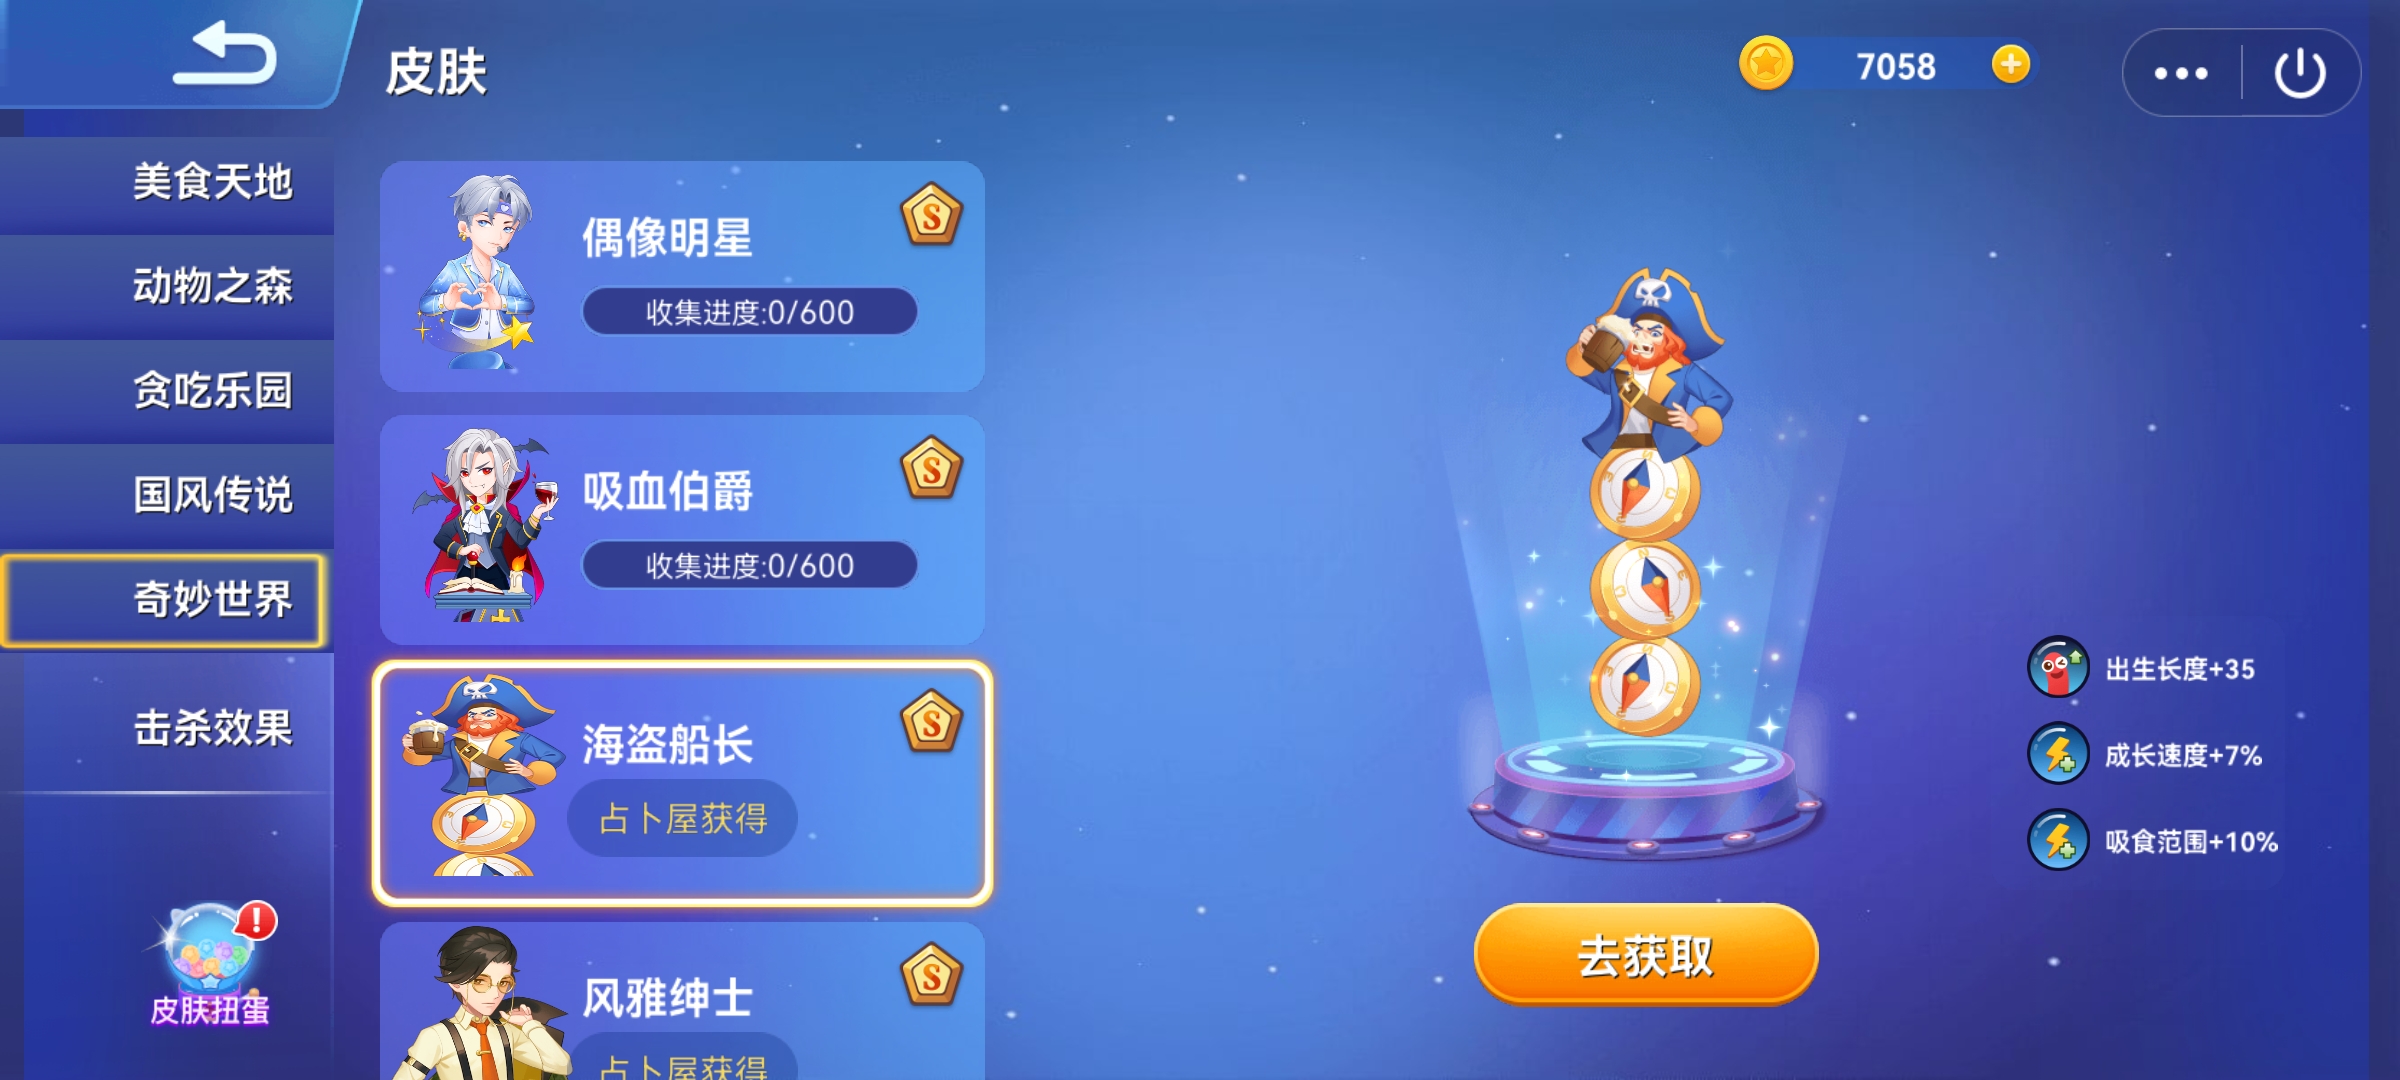 皮肤
7058
美食天地
动物之森
贪吃乐园
国风传说
奇妙世界
击杀效果
皮肤扭蛋
偶像明星
S
收集进度:0/600
吸血伯爵
S
收集进度:0/600
海盗船长
S
占卜屋获得
风雅绅士
S
占卜屋获得
出生长度+35
成长速度+7%
吸食范围+10%
去获取